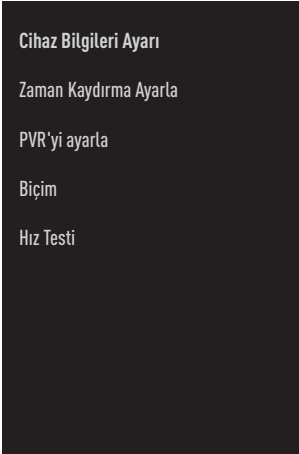 Cihaz Bilgileri Ayarı
Zaman Kaydırma Ayarla
PVR'yi ayarla
Biçim
Hız Testi